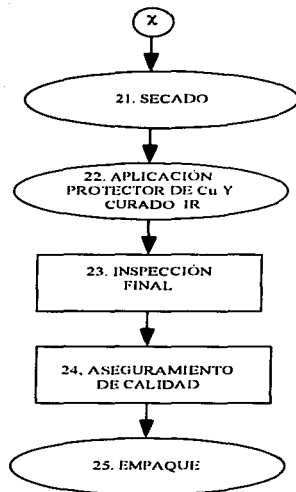 χ
21. SECADO
22. APLICACIÓN
PROTECTOR DE Cu Y
CURADO IR
23. INSPECCIÓN
FINAL
24. ASEGURAMIENTO
DE CALIDAD
25. EMPAQUE